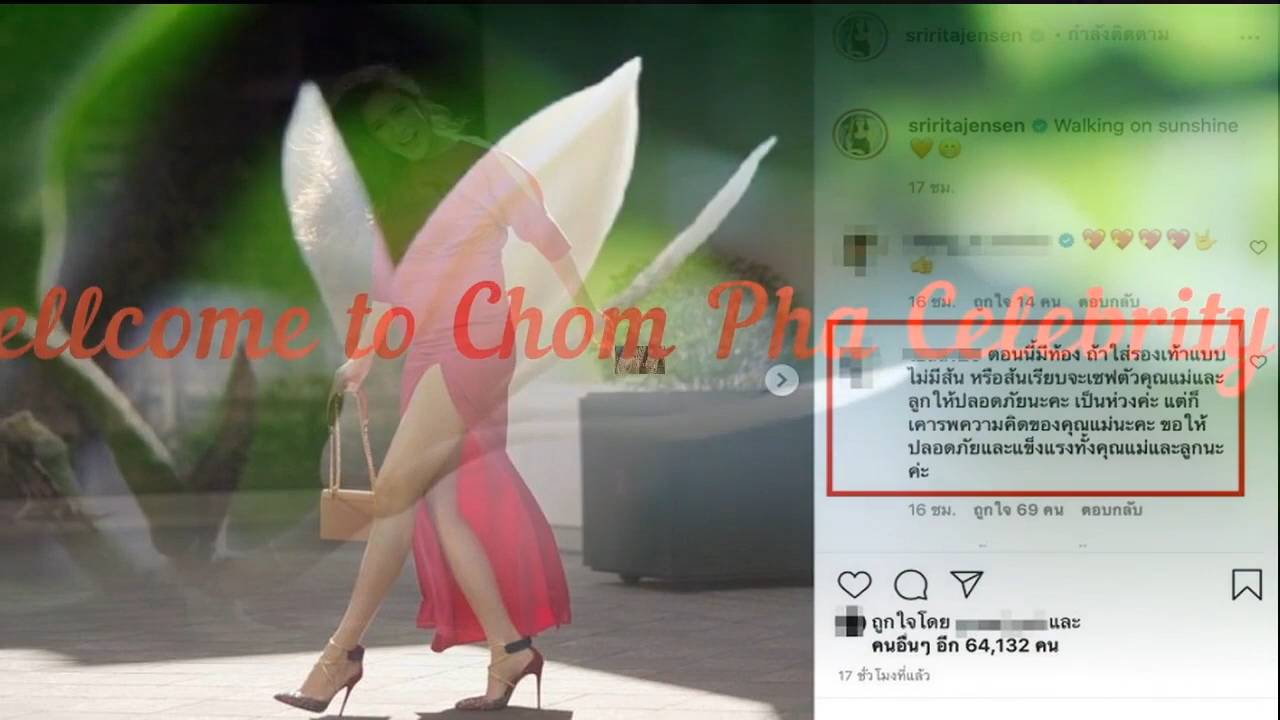 sriritajensen • กำลังติดตาม
sriritajensen Walking on sunshine
17 ชม.
16 ชม. ถูกใจ 14 คน ตอบกลับ
ellcome to Chom Pha Celebrity
ตอนนี้มีท้อง ถ้าใส่รองเท้าแบบ
ไม่มีส้น หรือส้นเรียบจะเซฟตัวคุณแม่และ
ลูกให้ปลอดภัยนะคะ เป็นห่วงค่ะ แต่ก็
เคารพความคิดของคุณแม่นะคะ ขอให้
ปลอดภัยและแข็งแรงทั้งคุณแม่และลูกนะ
ค่ะ
16 ชม. ถูกใจ 69 คน ตอบกลับ
ถูกใจโดย และ
คนอื่นๆ อีก 64,132 คน
17 ชั่วโมงที่แล้ว